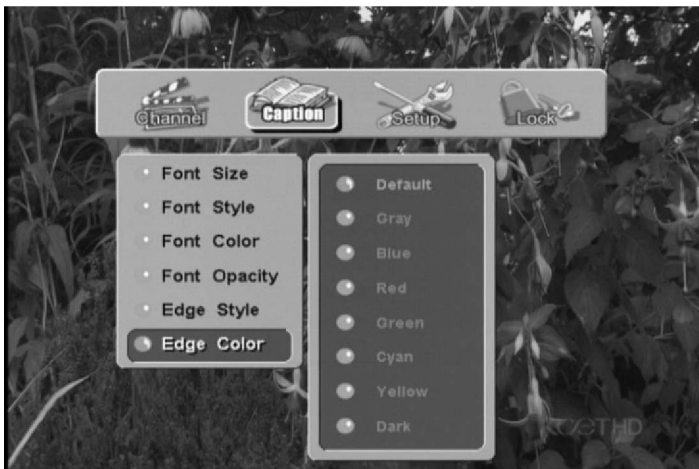 Channel
Caption
Setup
Lock
Font Size
Font Style
Font Color
Font Opacity
Edge Style
Edge Color
Default
Gray
Blue
Red
Green
Cyan
Yellow
Dark
HD